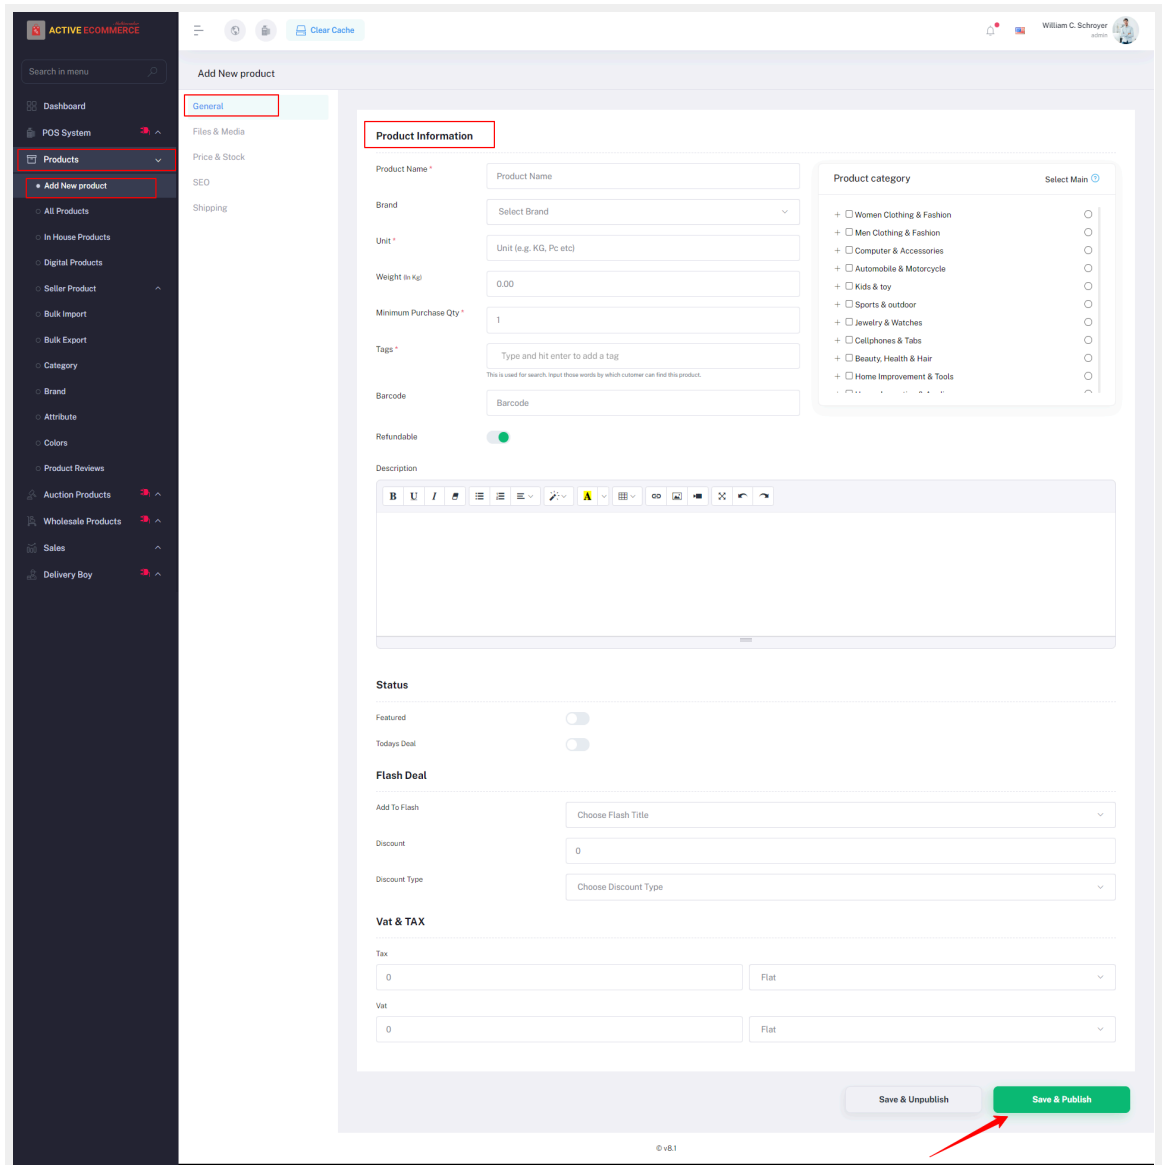 ACTIVE ECOMMERCE
Clear Cache
William C. Schroyer
admin
Search in menu
Add New product
Dashboard
POS System
Products
Add New product
All Products
In House Products
Digital Products
Seller Product
Bulk Import
Bulk Export
Category
Brand
Attribute
Colors
Product Reviews
Auction Products
Wholesale Products
Sales
Delivery Boy
General
Files & Media
Price & Stock
SEO
Shipping
Product Information
Product Name *
Product Name
Brand
Select Brand
Unit *
Unit (e.g. KG, Pc etc)
Weight (In Kg)
0.00
Minimum Purchase Qty *
1
Tags *
Type and hit enter to add a tag
This is used for search. Input those words by which cutomer can find this product.
Barcode
Barcode
Refundable
Product category
Select Main
Women Clothing & Fashion
Men Clothing & Fashion
Computer & Accessories
Automobile & Motorcycle
Kids & toy
Sports & outdoor
Jewelry & Watches
Cellphones & Tabs
Beauty, Health & Hair
Home Improvement & Tools
Description
B U I A
Status
Featured
Todays Deal
Flash Deal
Add To Flash
Choose Flash Title
Discount
0
Discount Type
Choose Discount Type
Vat & TAX
Tax
0 Flat
Vat
0 Flat
Save & Unpublish
Save & Publish
© v8.1